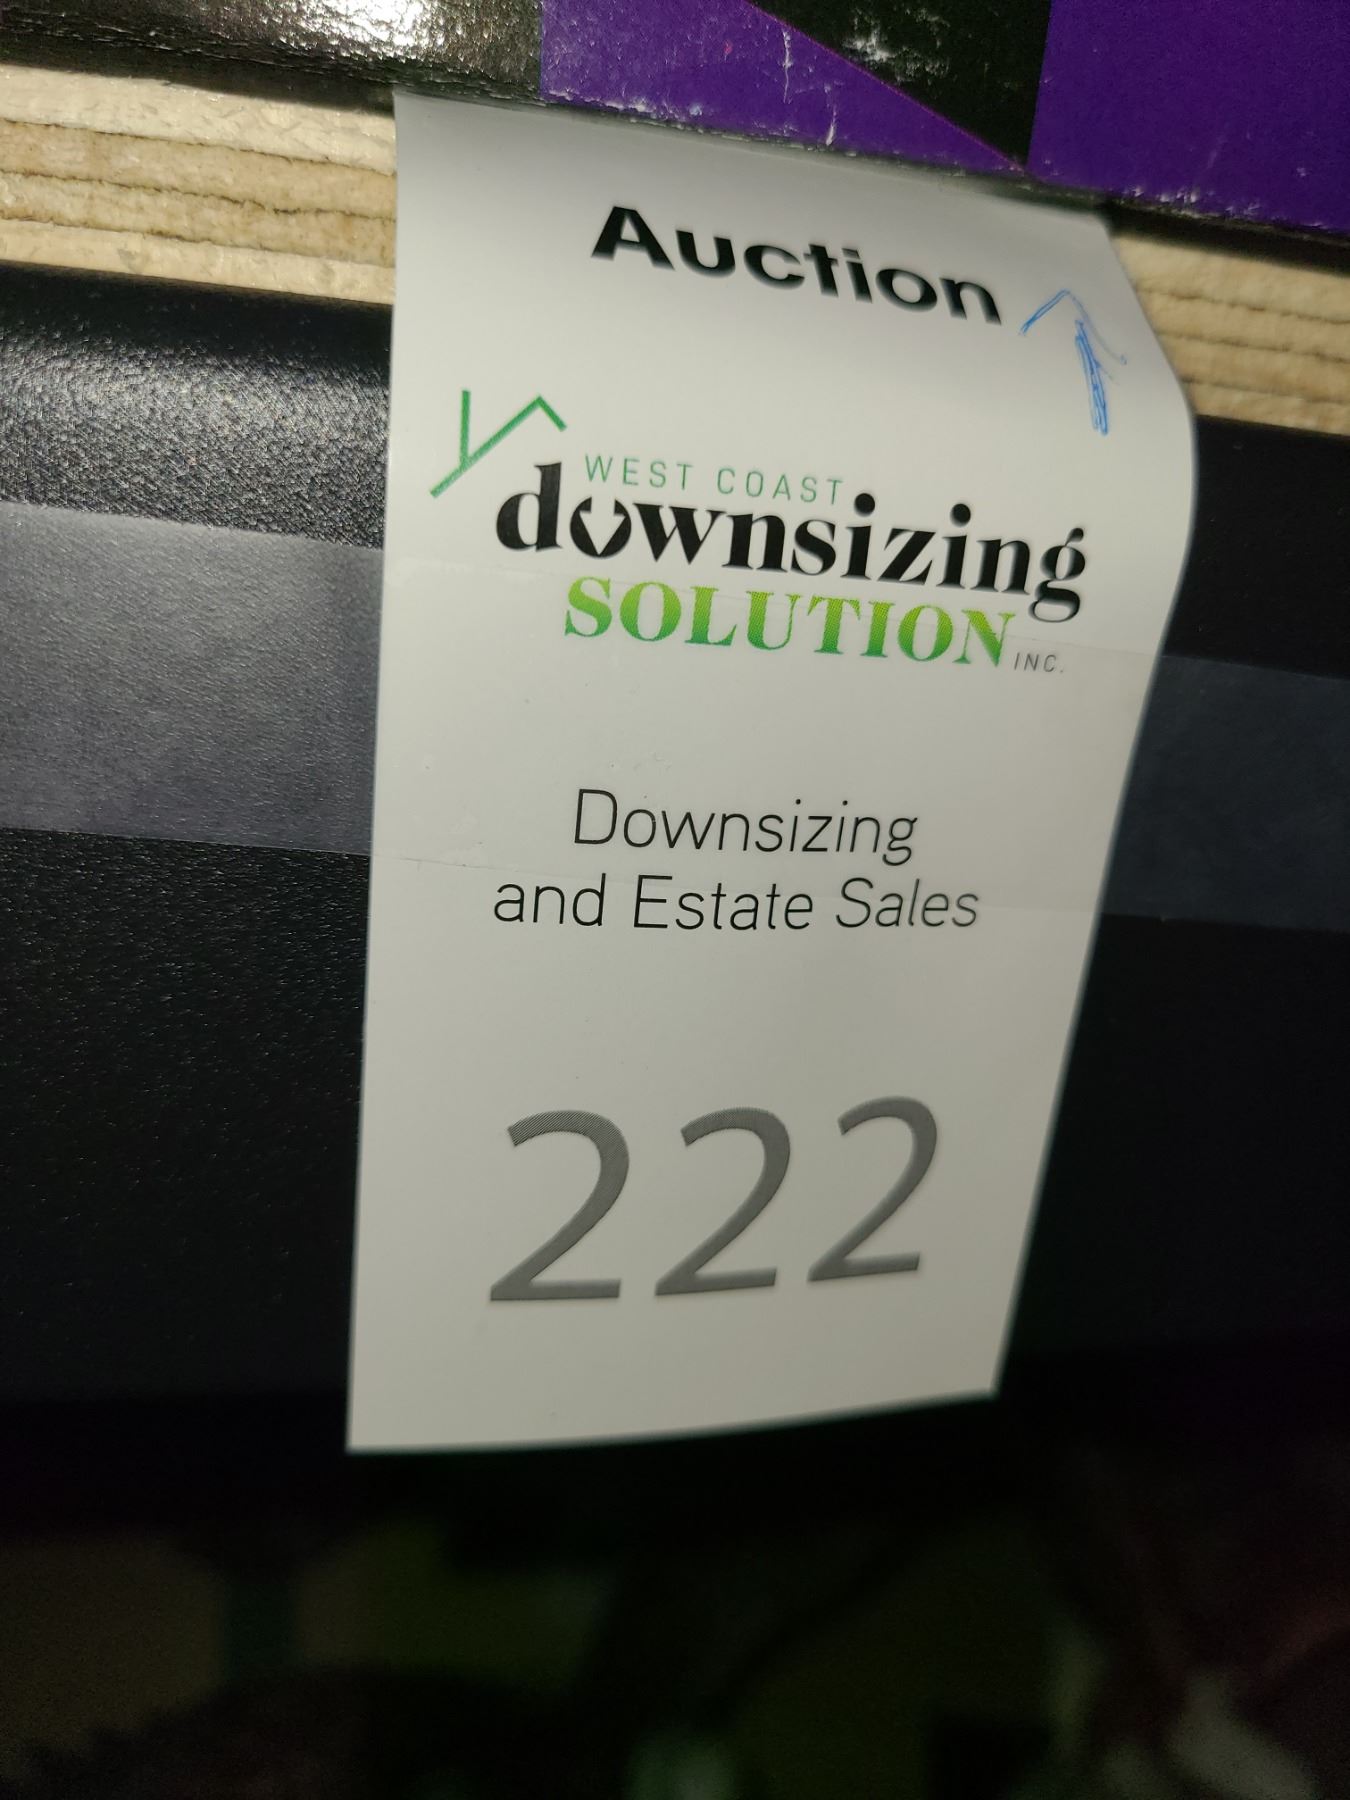 Auction
WEST COAST
downsizing
SOLUTION INC.
Downsizing
and Estate Sales
222